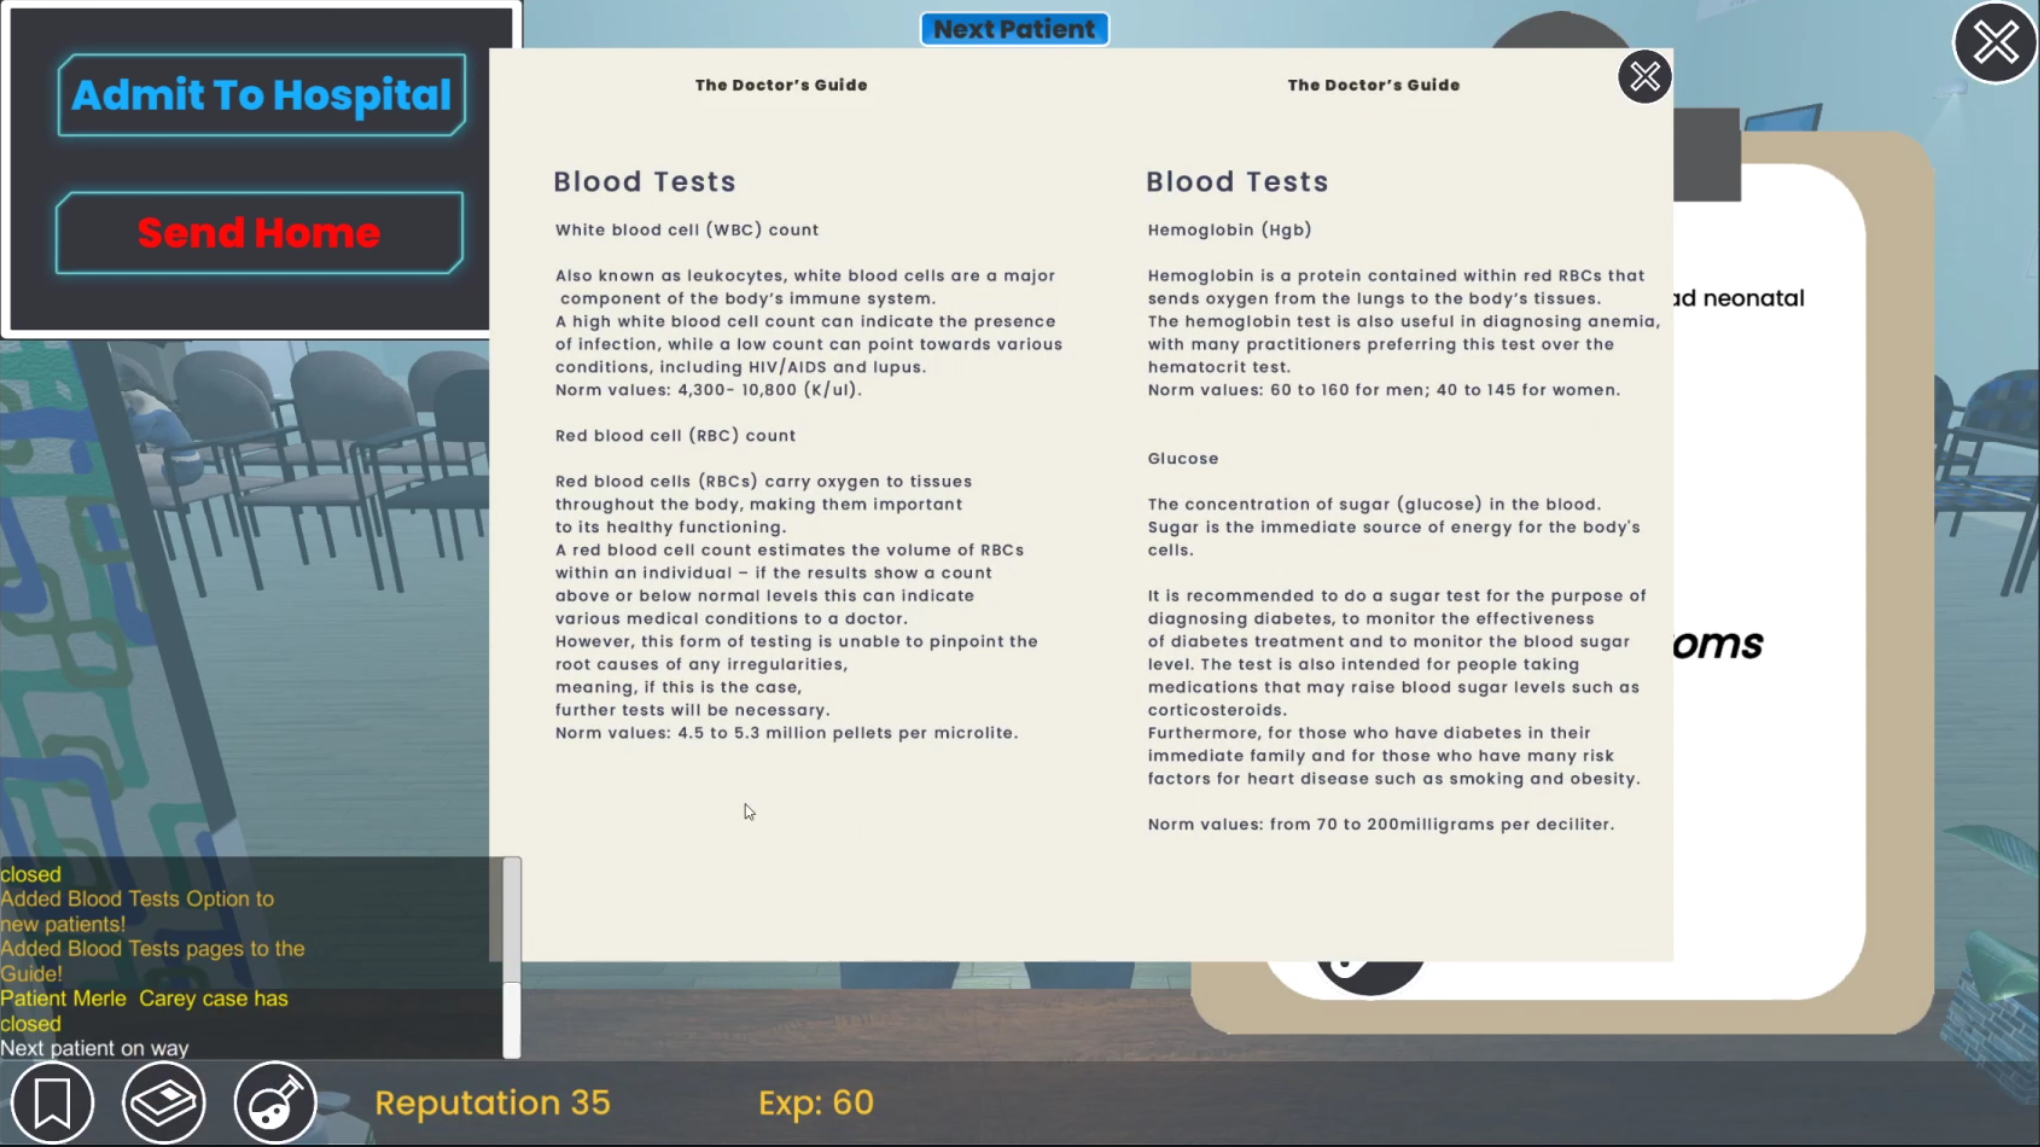 Admit To Hospital
Send Home
Next Patient
The Doctor's Guide
Blood Tests
White blood cell (WBC) count
Also known as leukocytes, white blood cells are a major
component of the body's immune system.
A high white blood cell count can indicate the presence
of infection, while a low count can point towards various
conditions, including HIV/AIDS and lupus.
Norm values: 4,300- 10,800 (K/ul).
Red blood cell (RBC) count
Red blood cells (RBCs) carry oxygen to tissues
throughout the body, making them important
to its healthy functioning.
A red blood cell count estimates the volume of RBCs
within an individual – if the results show a count
above or below normal levels this can indicate
various medical conditions to a doctor.
However, this form of testing is unable to pinpoint the
root causes of any irregularities,
meaning, if this is the case,
further tests will be necessary.
Norm values: 4.5 to 5.3 million pellets per microlite.
The Doctor's Guide
Blood Tests
Hemoglobin (Hgb)
Hemoglobin is a protein contained within red RBCs that
sends oxygen from the lungs to the body's tissues.
The hemoglobin test is also useful in diagnosing anemia,
with many practitioners preferring this test over the
hematocrit test.
Norm values: 60 to 160 for men; 40 to 145 for women.
Glucose
The concentration of sugar (glucose) in the blood.
Sugar is the immediate source of energy for the body's
cells.
It is recommended to do a sugar test for the purpose of
diagnosing diabetes, to monitor the effectiveness
of diabetes treatment and to monitor the blood sugar
level. The test is also intended for people taking
medications that may raise blood sugar levels such as
corticosteroids.
Furthermore, for those who have diabetes in their
immediate family and for those who have many risk
factors for heart disease such as smoking and obesity.
Norm values: from 70 to 200milligrams per deciliter.
ad neonatal
oms
closed
Added Blood Tests Option to
new patients!
Added Blood Tests pages to the
Guide!
Patient Merle Carey case has
closed
Next patient on way
Reputation 35
Exp: 60